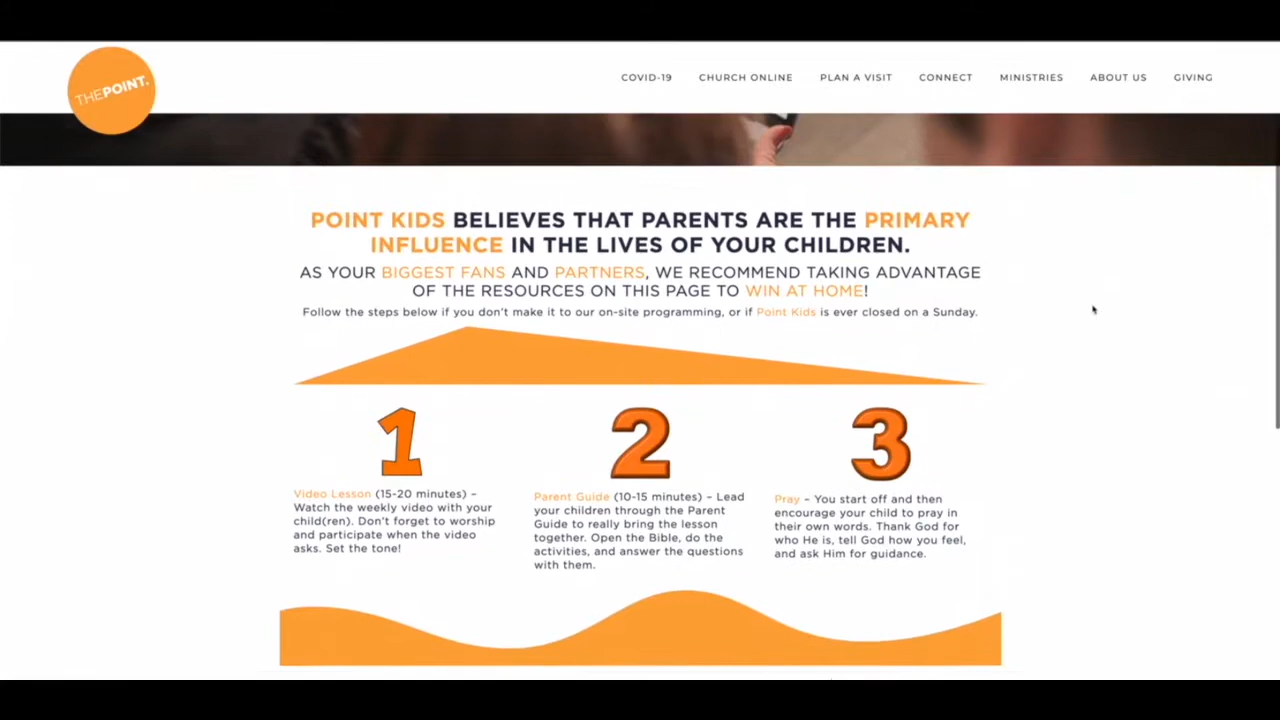 THEPOINT.
COVID-19 CHURCH ONLINE PLAN A VISIT CONNECT MINISTRIES ABOUT US GIVING
POINT KIDS BELIEVES THAT PARENTS ARE THE PRIMARY
INFLUENCE IN THE LIVES OF YOUR CHILDREN.
AS YOUR BIGGEST FANS AND PARTNERS, WE RECOMMEND TAKING ADVANTAGE
OF THE RESOURCES ON THIS PAGE TO WIN AT HOME!
Follow the steps below if you don't make it to our on-site programming, or if Point Kids is ever closed on a Sunday.
1
Video Lesson (15-20 minutes) –
Watch the weekly video with your
child(ren). Don't forget to worship
and participate when the video
asks. Set the tone!
2
Parent Guide (10-15 minutes) – Lead
your children through the Parent
Guide to really bring the lesson
together. Open the Bible, do the
activities, and answer the questions
with them.
3
Pray – You start off and then
encourage your child to pray in
their own words. Thank God for
who He is, tell God how you feel,
and ask Him for guidance.